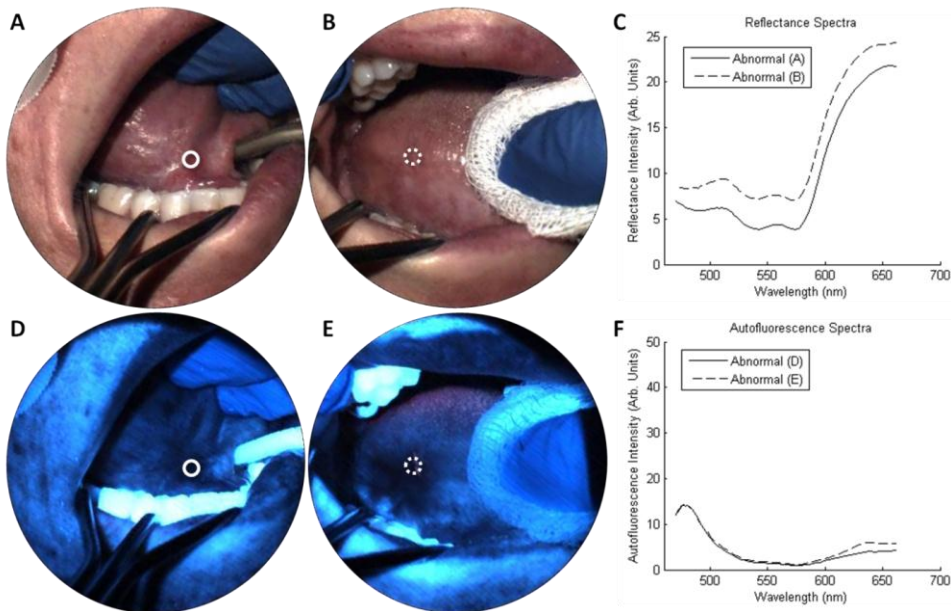 A
B
C
Reflectance Spectra
25
20
15
10
5
0
Reflectance Intensity (Arb. Units)
Abnormal (A)
Abnormal (B)
500
550
600
650
700
Wavelength (nm)
D
E
F
Autofluorescence Spectra
50
40
30
20
10
0
Autofluorescence Intensity (Arb. Units)
Abnormal (D)
Abnormal (E)
500
550
600
650
700
Wavelength (nm)